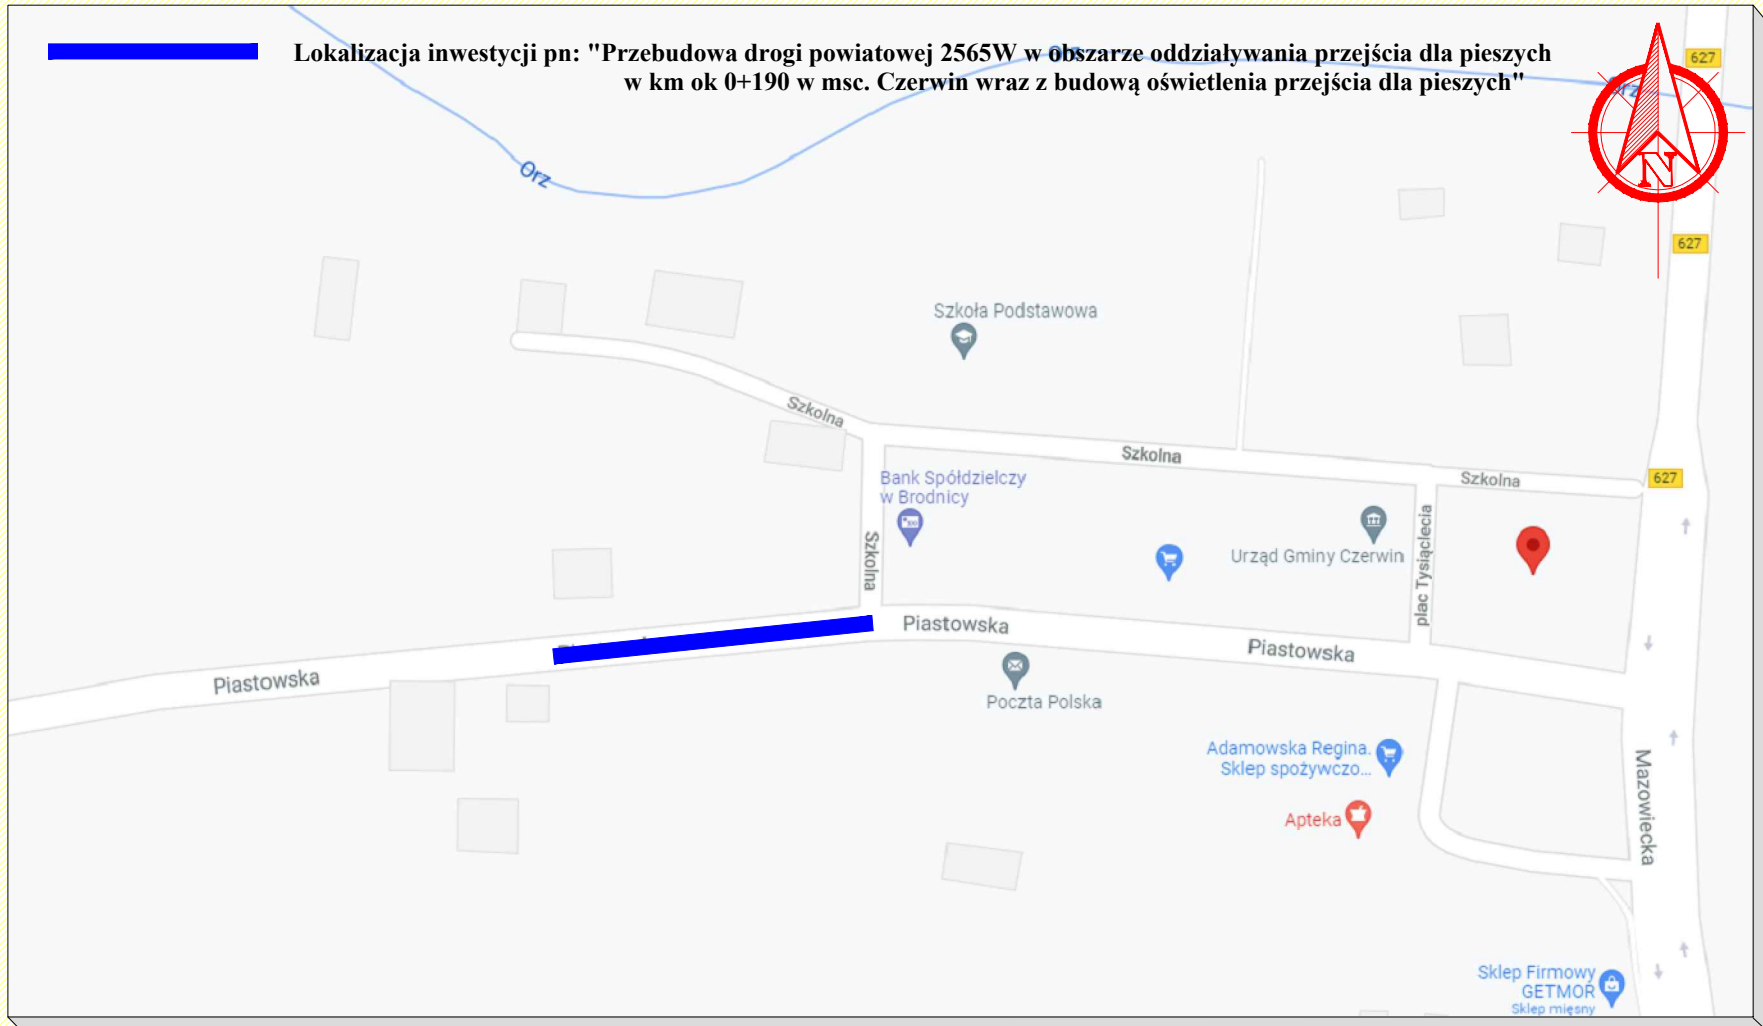 Lokalizacja inwestycji pn: "Przebudowa drogi powiatowej 2565W w obszarze oddziaływania przejścia dla pieszych
w km ok 0+190 w msc. Czerwin wraz z budową oświetlenia przejścia dla pieszych"
Orz
627
Orz
N
Orz
627
Szkoła Podstawowa
Szkolna
Szkolna
Szkolna
627
Bank Spółdzielczy
w Brodnicy
Szkolna
Urząd Gminy Czerwin
plac Tysiąclecia
Piastowska
Piastowska
Piastowska
Poczta Polska
Adamowska Regina.
Sklep spożywczo...
Apteka
Mazowiecka
Sklep Firmowy
GETMOR
Sklep mięsny